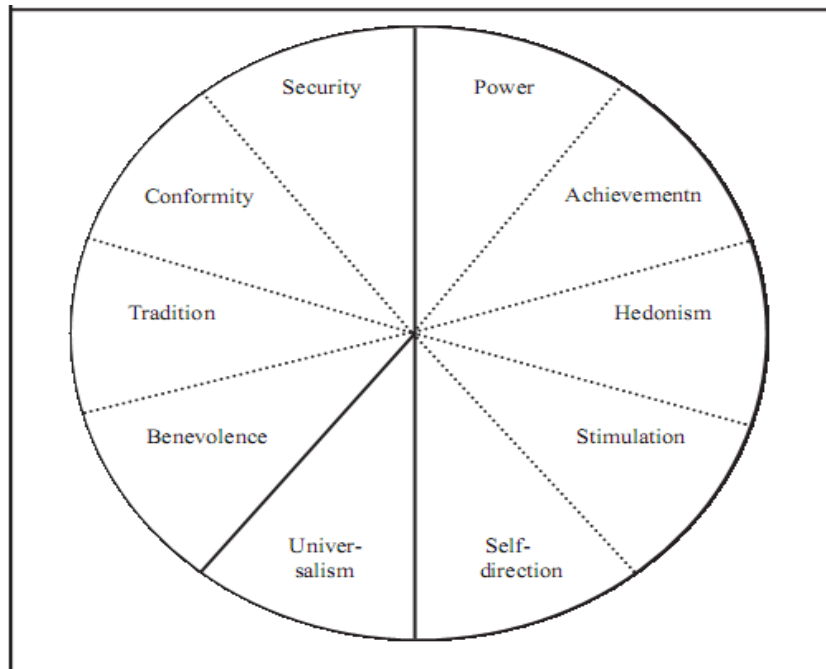 Security
Power
Conformity
Achievementn
Tradition
Hedonism
Benevolence
Stimulation
Univer-
salism
Self-
direction